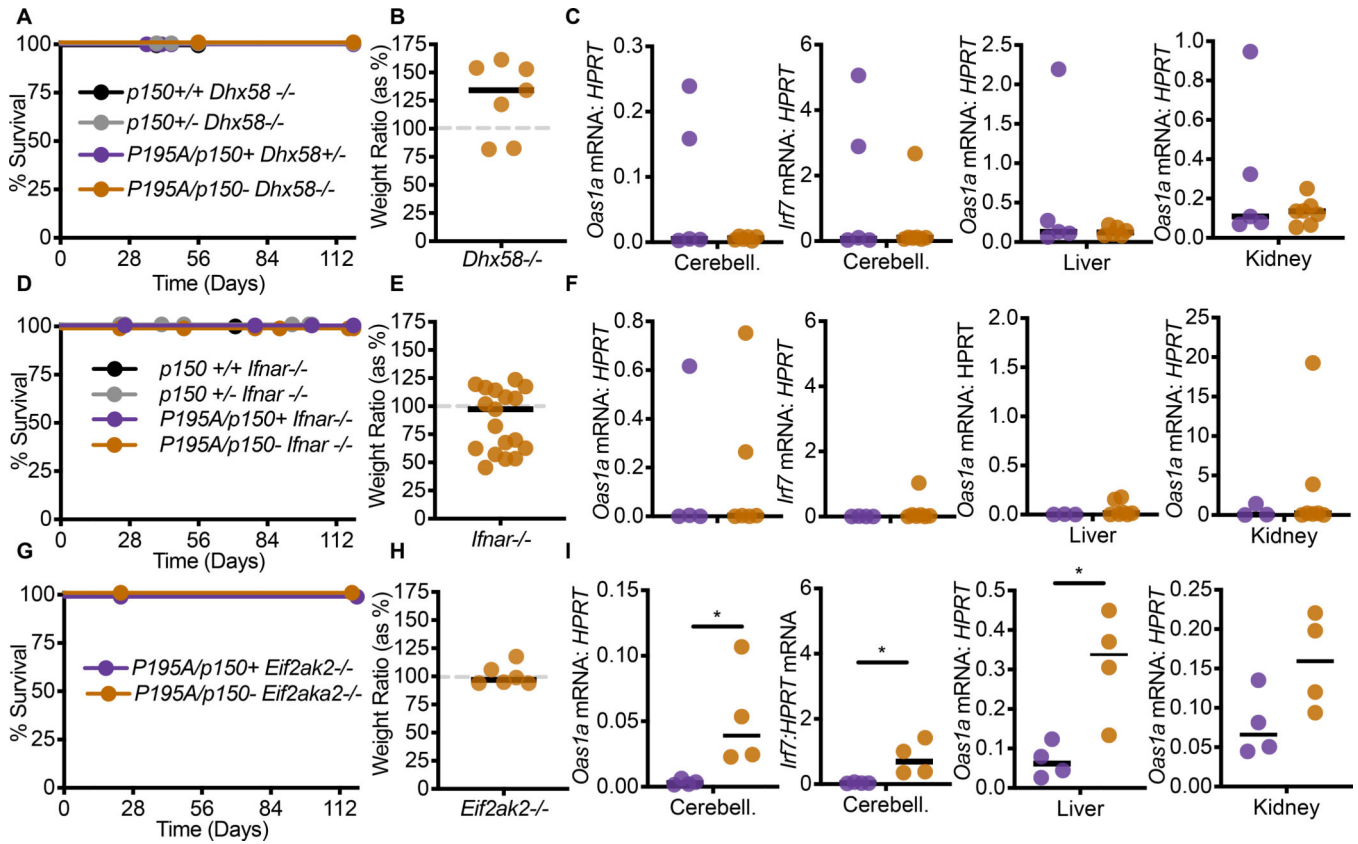 A
% Survival
100
75
50
25
0
0 28 56 84 112
Time (Days)
p150+/+ Dhx58 -/-
p150+/- Dhx58-/-
P195A/p150+ Dhx58+/-
P195A/p150- Dhx58-/-
B
Weight Ratio (as %)
175
150
125
100
75
50
25
0
Dhx58-/-
C
Oas1a mRNA: HPRT
0.3
0.2
0.1
0.0
Cerebell.
Irf7 mRNA: HPRT
6
4
2
0
Cerebell.
Oas1a mRNA: HPRT
2.5
2.0
1.5
1.0
0.5
0.0
Liver
Oas1a mRNA: HPRT
1.0
0.8
0.6
0.4
0.2
0.0
Kidney
D
% Survival
100
75
50
25
0
0 28 56 84 112
Time (Days)
p150 +/+ Ifnar-/-
p150 +/- Ifnar -/-
P195A/p150+ Ifnar-/-
P195A/p150- Ifnar -/-
E
Weight Ratio (as %)
175
150
125
100
75
50
25
0
Ifnar-/-
F
Oas1a mRNA: HPRT
0.8
0.6
0.4
0.2
0.0
Irf7 mRNA: HPRT
6
4
2
0
Oas1a mRNA: HPRT
2.0
1.5
1.0
0.5
0.0
Liver
Oas1a mRNA: HPRT
25
20
15
10
5
0
Kidney
G
% Survival
100
75
50
25
0
0 28 56 84 112
Time (Days)
P195A/p150+ Eif2ak2-/-
P195A/p150- Eif2aka2-/-
H
Weight Ratio (as %)
175
150
125
100
75
50
25
0
Eif2ak2-/-
I
Oas1a mRNA: HPRT
0.15
0.10
0.05
0.00
*
Cerebell.
Irf7:HPRT mRNA
6
4
2
0
*
Cerebell.
Oas1a mRNA: HPRT
0.5
0.4
0.3
0.2
0.1
0.0
*
Liver
Oas1a mRNA: HPRT
0.25
0.20
0.15
0.10
0.05
0.00
Kidney